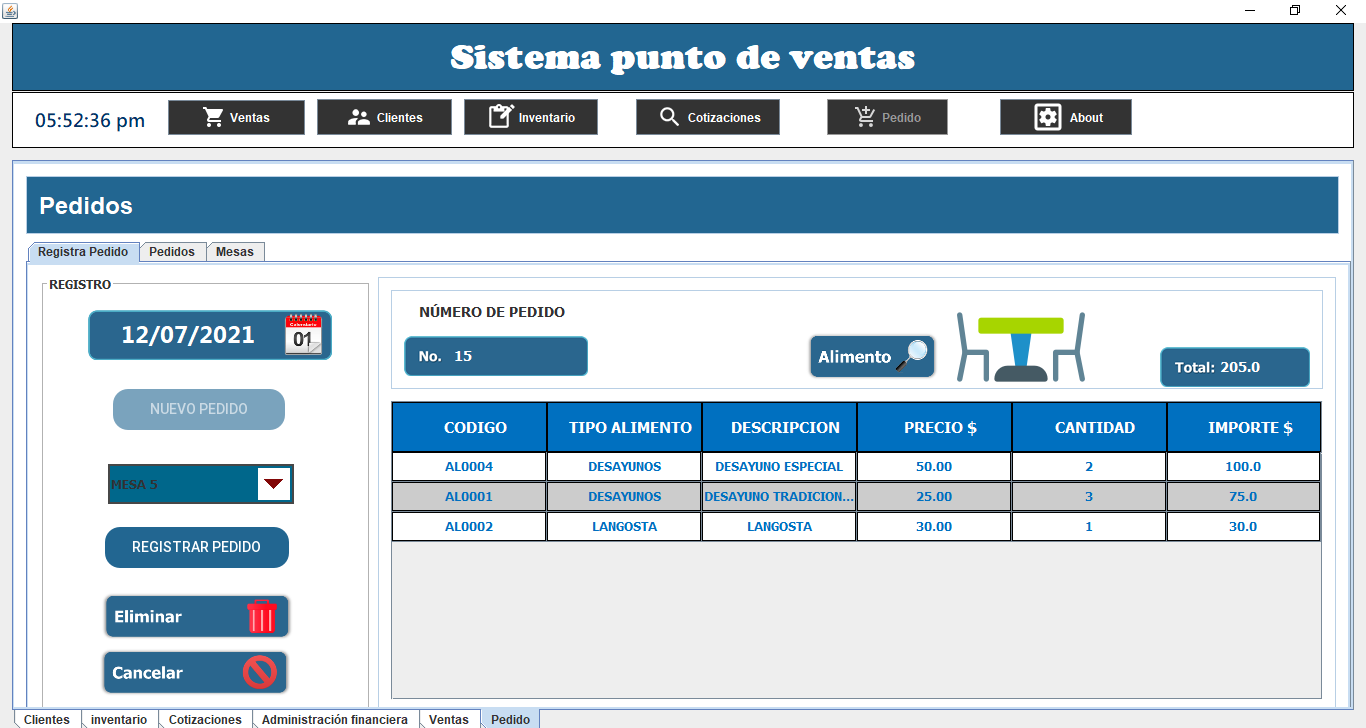 Sistema punto de ventas
05:52:36 pm Ventas Clientes Inventario Cotizaciones Pedido About
Pedidos
Registra Pedido Pedidos Mesas
REGISTRO
12/07/2021 Calendario 01
NUEVO PEDIDO
MESA 5
REGISTRAR PEDIDO
Eliminar
Cancelar
NÚMERO DE PEDIDO
No. 15
Alimento
Total: 205.0
CODIGO TIPO ALIMENTO DESCRIPCION PRECIO $ CANTIDAD IMPORTE $
AL0004 DESAYUNOS DESAYUNO ESPECIAL 50.00 2 100.0
AL0001 DESAYUNOS DESAYUNO TRADICION... 25.00 3 75.0
AL0002 LANGOSTA LANGOSTA 30.00 1 30.0
Clientes inventario Cotizaciones Administración financiera Ventas Pedido